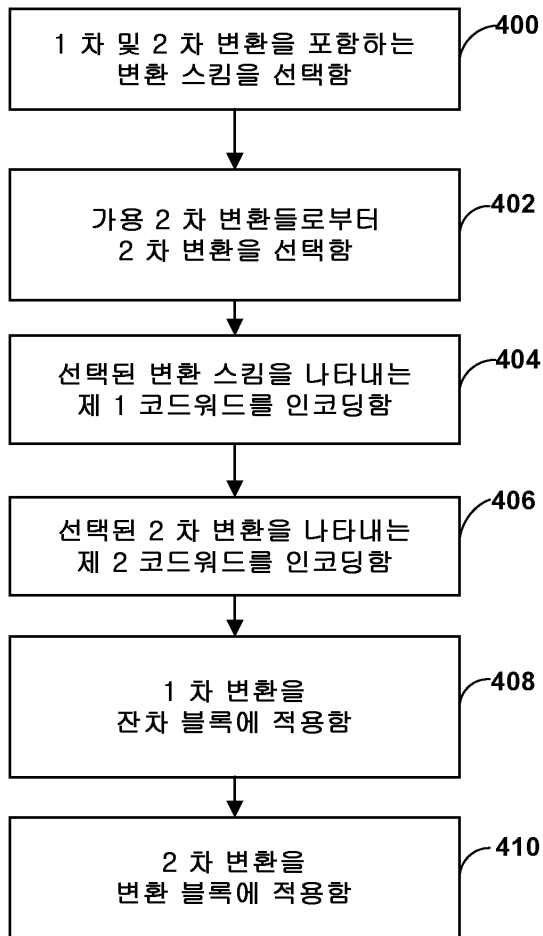 1 차 및 2 차 변환을 포함하는
변환 스킴을 선택함
400
가용 2 차 변환들로부터
2 차 변환을 선택함
402
선택된 변환 스킴을 나타내는
제 1 코드워드를 인코딩함
404
선택된 2 차 변환을 나타내는
제 2 코드워드를 인코딩함
406
1 차 변환을
잔차 블록에 적용함
408
2 차 변환을
변환 블록에 적용함
410